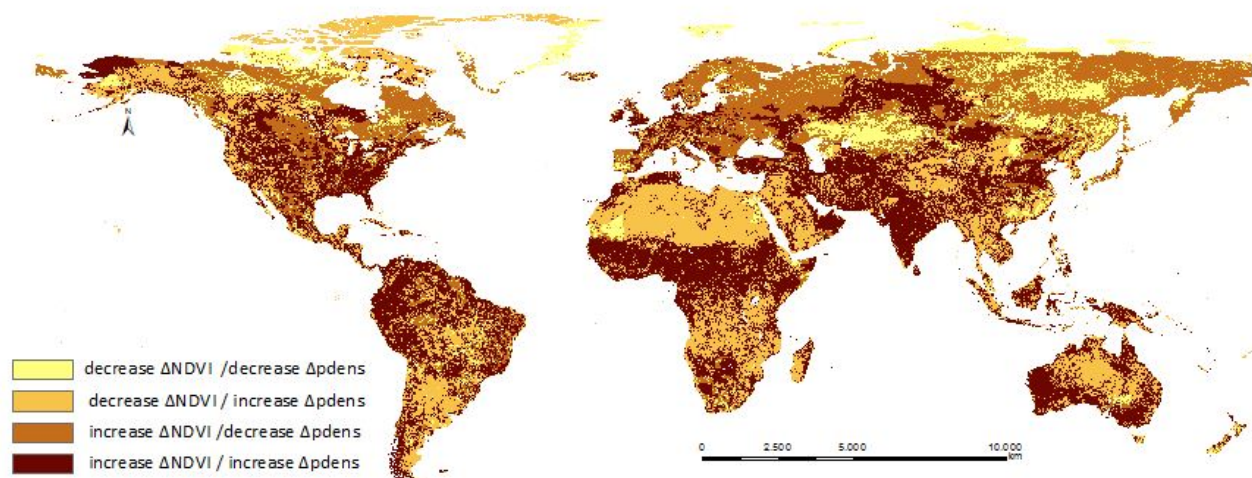 N
decrease ΔNDVI /decrease Δpdens
decrease ΔNDVI / increase Δpdens
increase ΔNDVI /decrease Δpdens
increase ΔNDVI / increase Δpdens
0 2.500 5.000 10.000
km